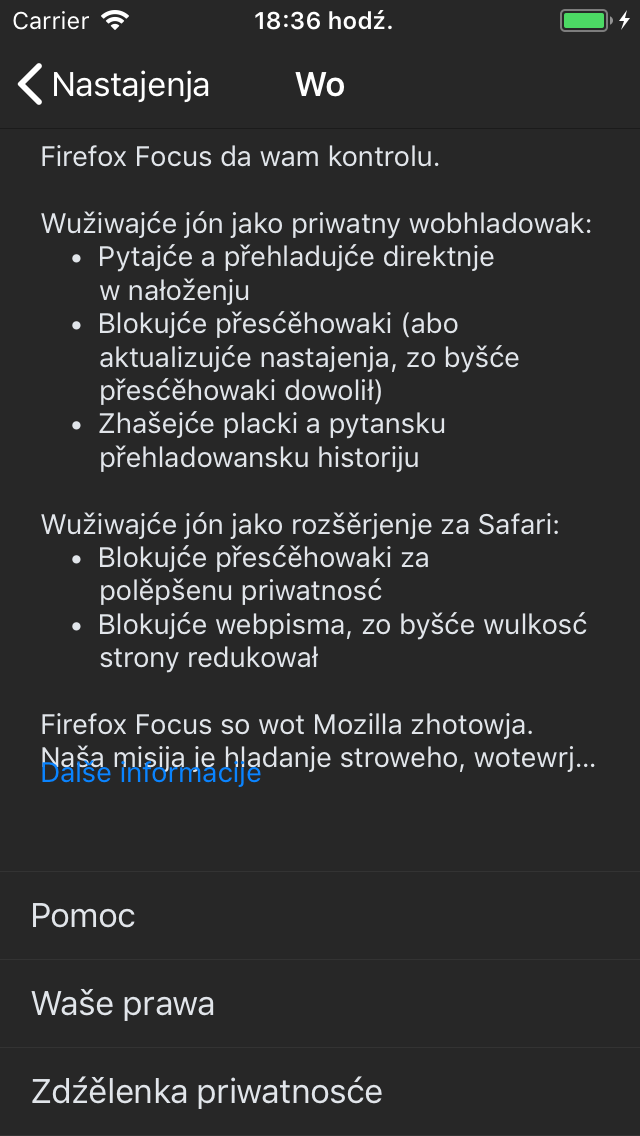 Carrier 18:36 hodź.
Nastajenja Wo
Firefox Focus da wam kontrolu.
Wužiwajće jón jako priwatny wobhladowak:
• Pytajće a přehladujće direktnje
w nałoženju
• Blokujće přesćěhowaki (abo
aktualizujće nastajenja, zo byšće
přesćěhowaki dowolił)
• Zhašejće placki a pytansku
přehladowansku historiju
Wužiwajće jón jako rozšěrjenje za Safari:
• Blokujće přesćěhowaki za
polěpšenu priwatnosć
• Blokujće webpisma, zo byšće wulkosć
strony redukował
Firefox Focus so wot Mozilla zhotowja.
Naša misija je hladanje stroweho, wotewrj...
Dalše informacije
Pomoc
Waše prawa
Zdźělenka priwatnosće